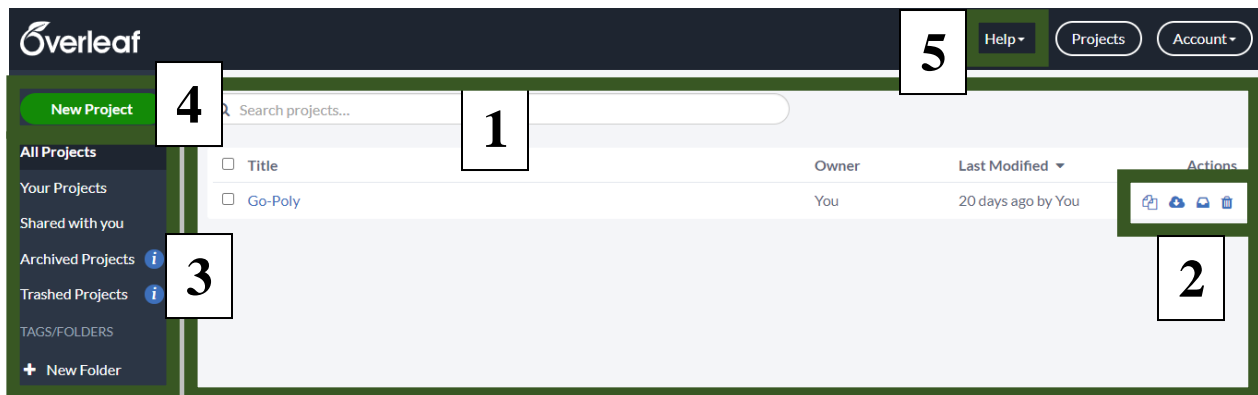 Overleaf
5
Help
Projects
Account
New Project
4
Search projects...
1
All Projects
Title
Owner
Last Modified
Actions
Your Projects
Go-Poly
You
20 days ago by You
Shared with you
3
2
Archived Projects i
Trashed Projects i
TAGS/FOLDERS
+ New Folder